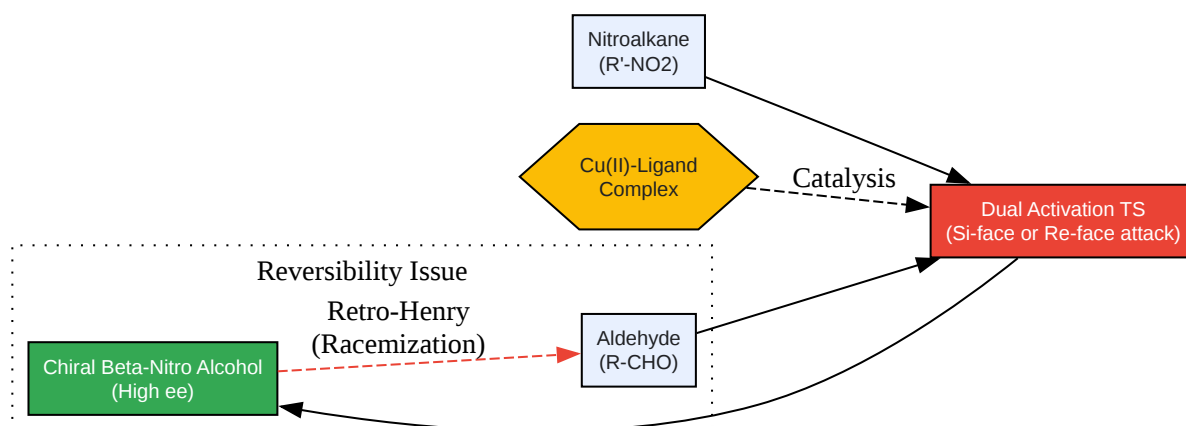 Nitroalkane
(R'-NO2)
Cu(II)-Ligand
Complex
Catalysis
Dual Activation TS
(Si-face or Re-face attack)
Reversibility Issue
Retro-Henry
(Racemization)
Aldehyde
(R-CHO)
Chiral Beta-Nitro Alcohol
(High ee)